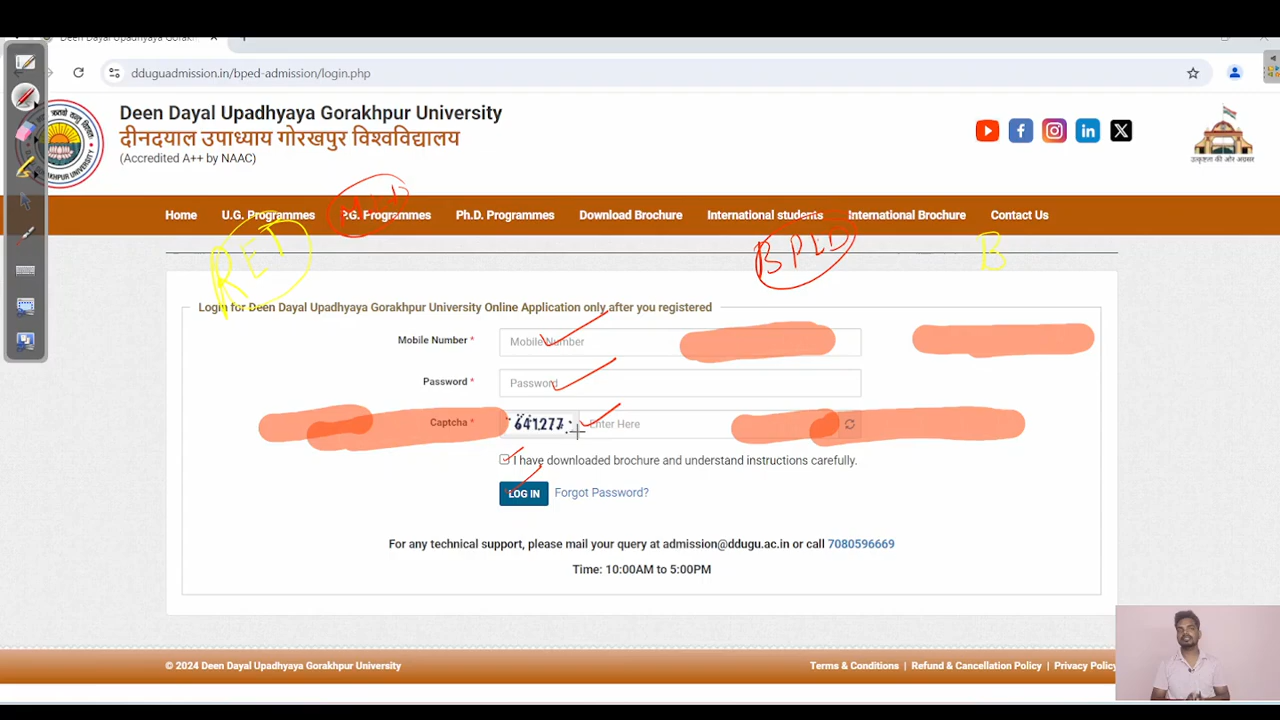 Deen Dayal Upadhyaya Gorakh
dduguadmission.in/bped-admission/login.php
Deen Dayal Upadhyaya Gorakhpur University
दीनदयाल उपाध्याय गोरखपुर विश्वविद्यालय
(Accredited A++ by NAAC)
Home U.G. Programmes P.G. Programmes Ph.D. Programmes Download Brochure International students International Brochure Contact Us
RET BPED B
Login for Deen Dayal Upadhyaya Gorakhpur University Online Application only after you registered
Mobile Number * Mobile Number
Password * Password
Captcha * 641277 Enter Here
I have downloaded brochure and understand instructions carefully.
LOG IN Forgot Password?
For any technical support, please mail your query at admission@ddugu.ac.in or call 7080596669
Time: 10:00AM to 5:00PM
© 2024 Deen Dayal Upadhyaya Gorakhpur University Terms & Conditions | Refund & Cancellation Policy | Privacy Policy